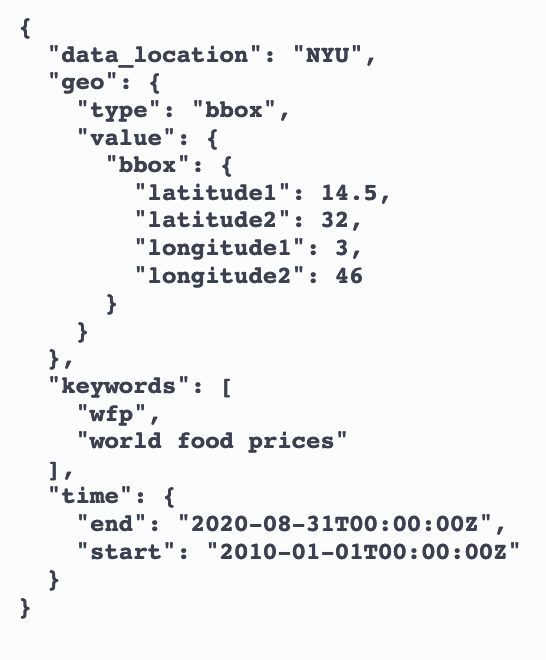 {
  "data_location": "NYU",
  "geo": {
    "type": "bbox",
    "value": {
      "bbox": {
        "latitude1": 14.5,
        "latitude2": 32,
        "longitude1": 3,
        "longitude2": 46
      }
    }
  },
  "keywords": [
    "wfp",
    "world food prices"
  ],
  "time": {
    "end": "2020-08-31T00:00:00Z",
    "start": "2010-01-01T00:00:00Z"
  }
}